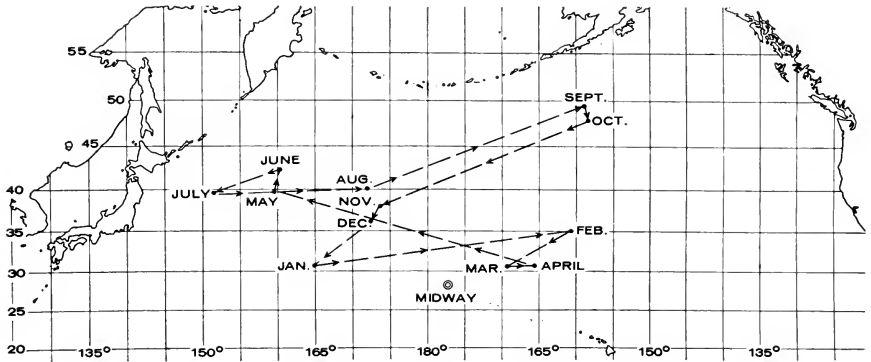 55
50
SEPT.
OCT.
45
JUNE
AUG.
40
JULY
MAY
NOV.
DEC.
35
FEB.
JAN.
MAR.
APRIL
30
MIDWAY
25
20
135°
150°
165°
180°
165°
150°
135°